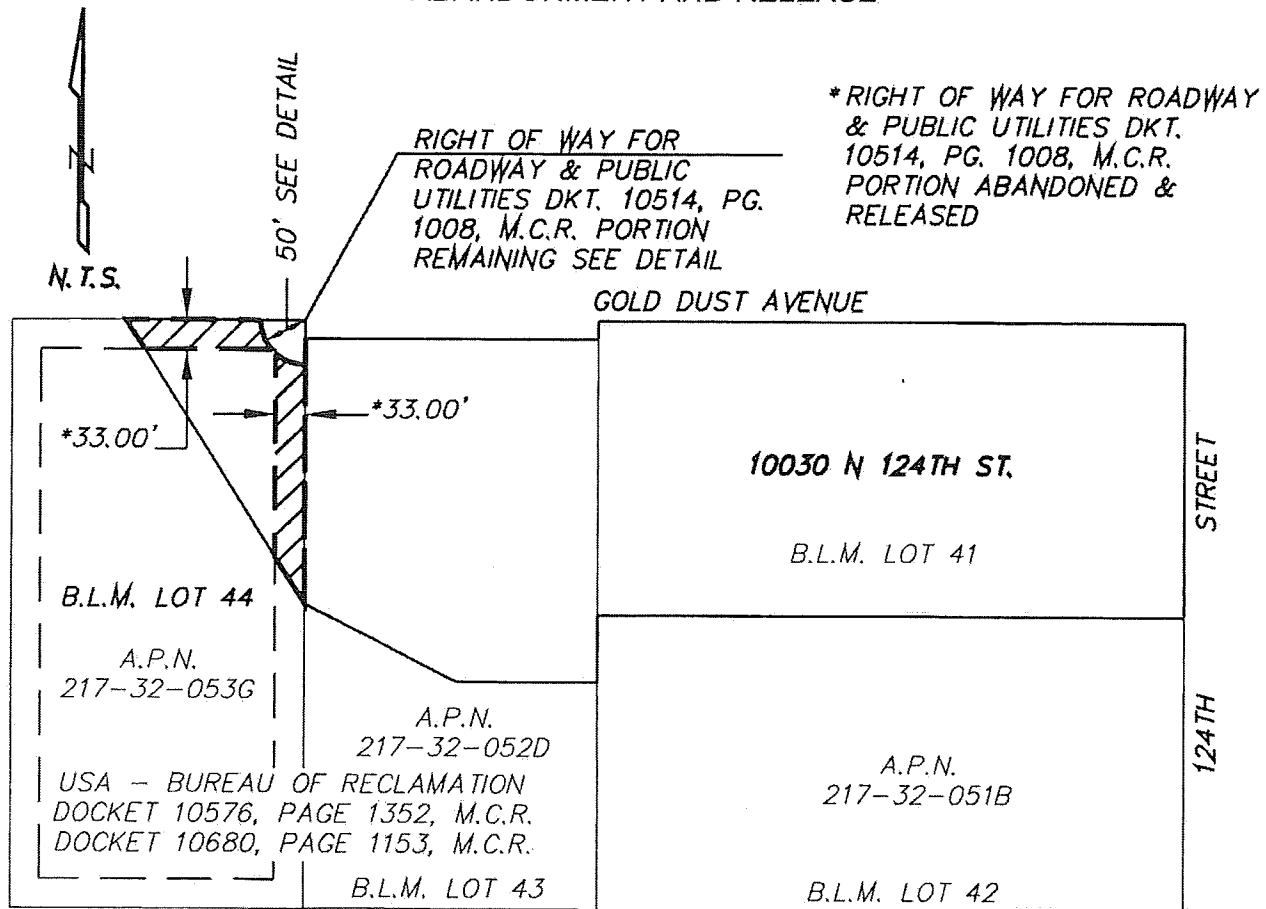 ABANDONMENT AND RELEASE
N
N.T.S.
50' SEE DETAIL
RIGHT OF WAY FOR
ROADWAY & PUBLIC
UTILITIES DKT. 10514, PG.
1008, M.C.R. PORTION
REMAINING SEE DETAIL
*RIGHT OF WAY FOR ROADWAY
& PUBLIC UTILITIES DKT.
10514, PG. 1008, M.C.R.
PORTION ABANDONED &
RELEASED
GOLD DUST AVENUE
*33.00'
*33.00'
10030 N 124TH ST.
B.L.M. LOT 41
STREET
124TH
B.L.M. LOT 44
A.P.N.
217-32-053G
A.P.N.
217-32-052D
A.P.N.
217-32-051B
USA - BUREAU OF RECLAMATION
DOCKET 10576, PAGE 1352, M.C.R.
DOCKET 10680, PAGE 1153, M.C.R.
B.L.M. LOT 43
B.L.M. LOT 42